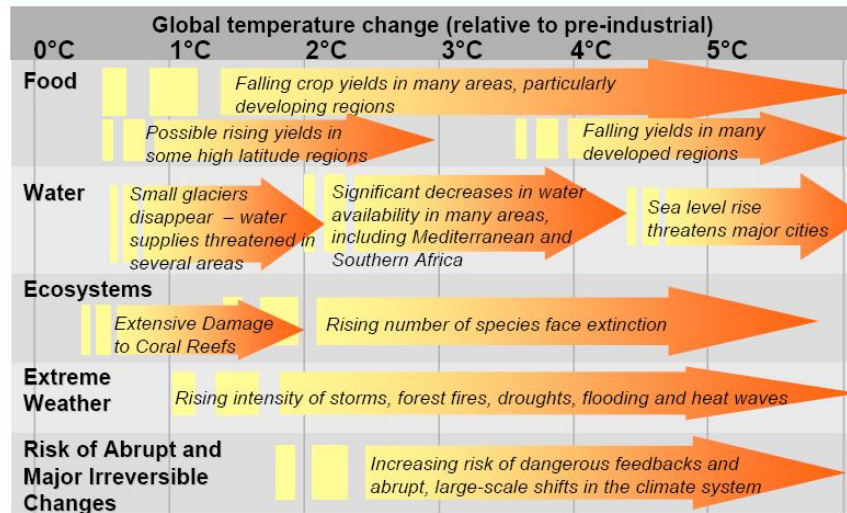 Global temperature change (relative to pre-industrial)
0°C 1°C 2°C 3°C 4°C 5°C
Food
Falling crop yields in many areas, particularly
developing regions
Possible rising yields in
some high latitude regions
Falling yields in many
developed regions
Water
Small glaciers
disappear – water
supplies threatened in
several areas
Significant decreases in water
availability in many areas,
including Mediterranean and
Southern Africa
Sea level rise
threatens major cities
Ecosystems
Extensive Damage
to Coral Reefs
Rising number of species face extinction
Extreme
Weather
Rising intensity of storms, forest fires, droughts, flooding and heat waves
Risk of Abrupt and
Major Irreversible
Changes
Increasing risk of dangerous feedbacks and
abrupt, large-scale shifts in the climate system